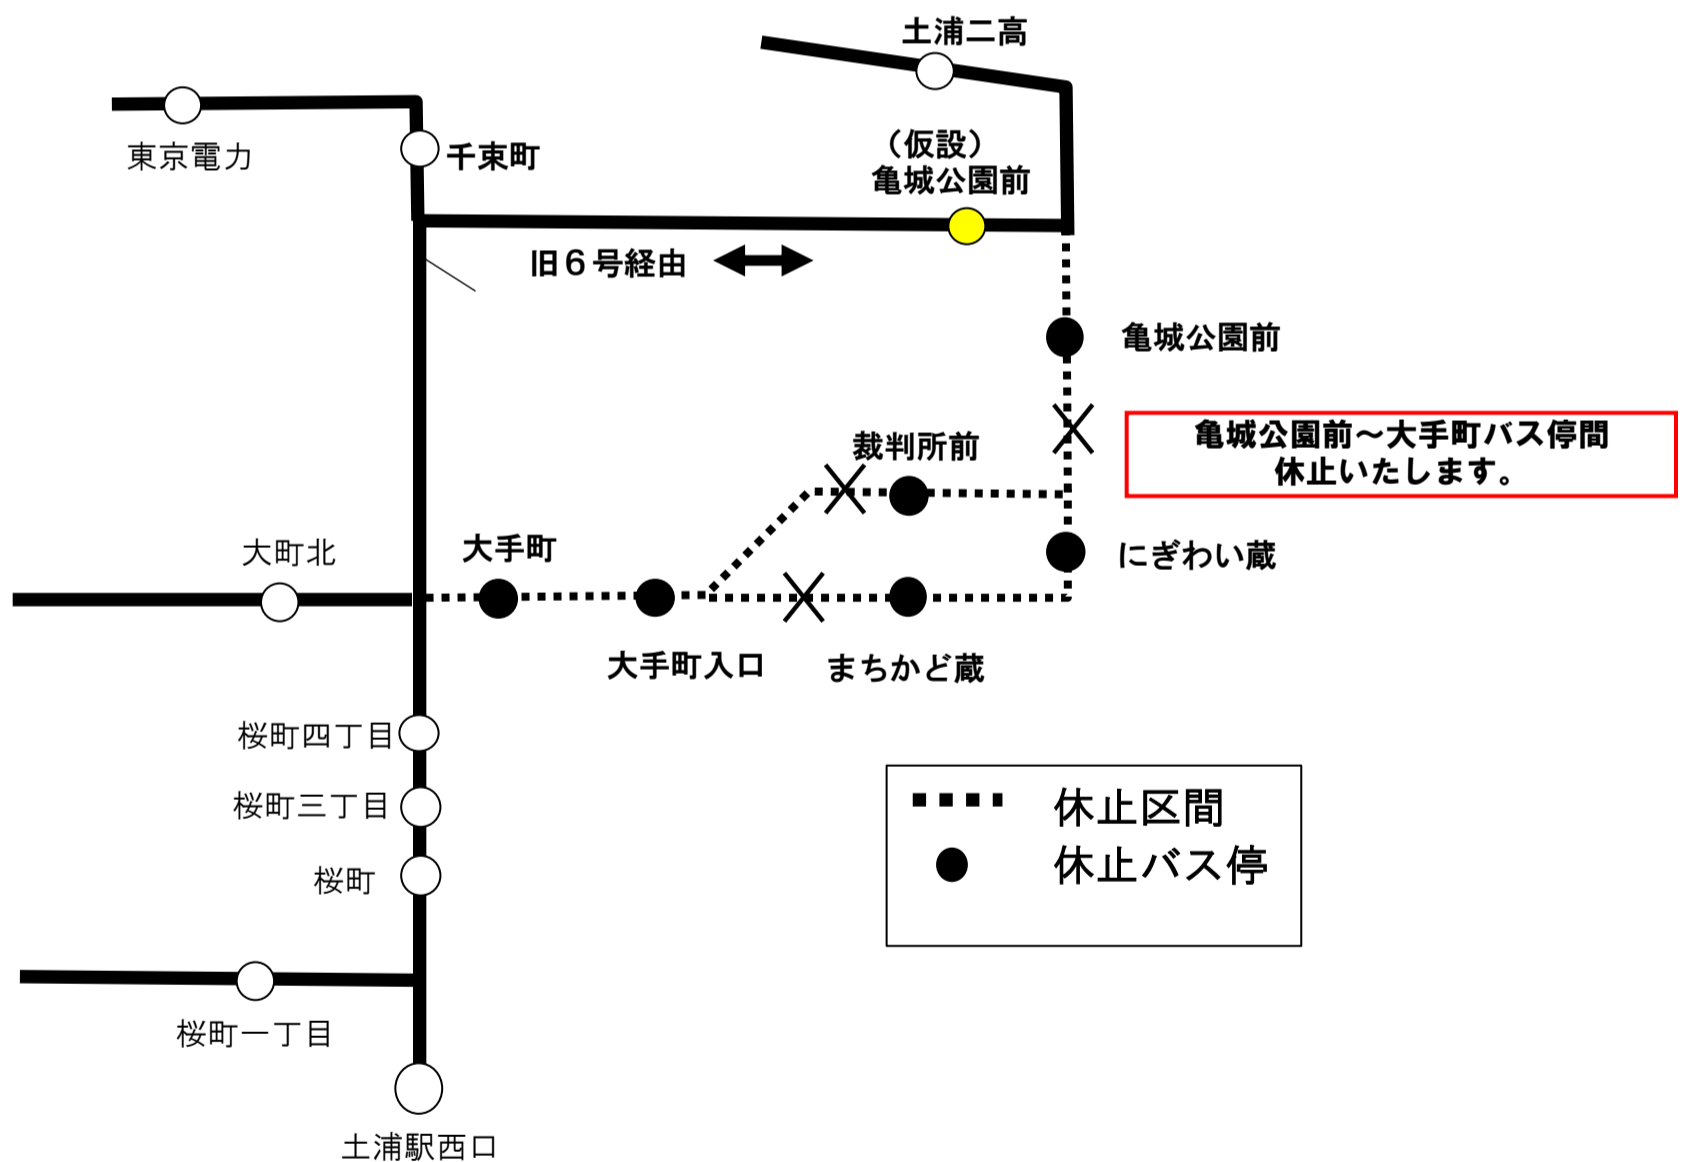 土浦二高
東京電力
千束町
（仮設）
亀城公園前
旧６号経由
亀城公園前
亀城公園前～大手町バス停間
休止いたします。
裁判所前
大町北
大手町
にぎわい蔵
大手町入口
まちかど蔵
桜町四丁目
桜町三丁目
桜町
休止区間
休止バス停
桜町一丁目
土浦駅西口